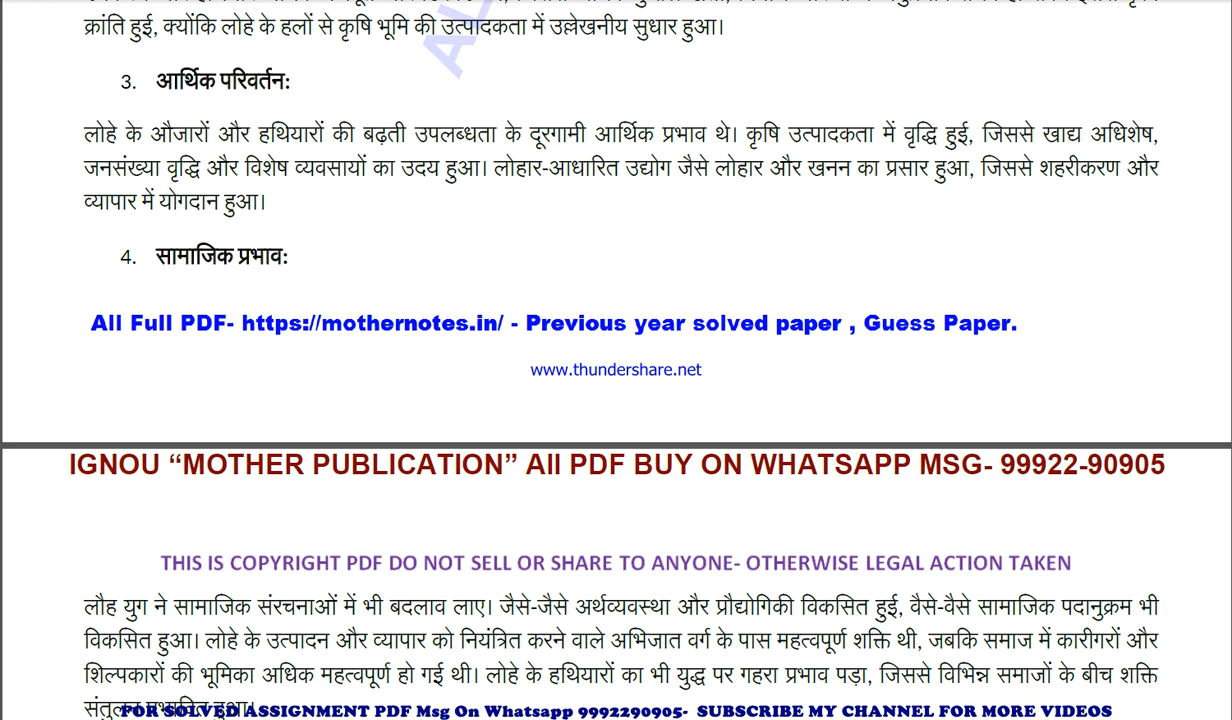 क्रांति हुई, क्योंकि लोहे के हलों से कृषि भूमि की उत्पादकता में उल्लेखनीय सुधार हुआ।
3. आर्थिक परिवर्तन:
लोहे के औजारों और हथियारों की बढ़ती उपलब्धता के दूरगामी आर्थिक प्रभाव थे। कृषि उत्पादकता में वृद्धि हुई, जिससे खाद्य अधिशेष,
जनसंख्या वृद्धि और विशेष व्यवसायों का उदय हुआ। लोहार-आधारित उद्योग जैसे लोहार और खनन का प्रसार हुआ, जिससे शहरीकरण और
व्यापार में योगदान हुआ।
4. सामाजिक प्रभाव:
All Full PDF- https://mothernotes.in/ - Previous year solved paper , Guess Paper.
www.thundershare.net
IGNOU “MOTHER PUBLICATION” All PDF BUY ON WHATSAPP MSG- 99922-90905
THIS IS COPYRIGHT PDF DO NOT SELL OR SHARE TO ANYONE- OTHERWISE LEGAL ACTION TAKEN
लौह युग ने सामाजिक संरचनाओं में भी बदलाव लाए। जैसे-जैसे अर्थव्यवस्था और प्रौद्योगिकी विकसित हुई, वैसे-वैसे सामाजिक पदानुक्रम भी
विकसित हुआ। लोहे के उत्पादन और व्यापार को नियंत्रित करने वाले अभिजात वर्ग के पास महत्वपूर्ण शक्ति थी, जबकि समाज में कारीगरों और
शिल्पकारों की भूमिका अधिक महत्वपूर्ण हो गई थी। लोहे के हथियारों का भी युद्ध पर गहरा प्रभाव पड़ा, जिससे विभिन्न समाजों के बीच शक्ति
FOR SOLVED ASSIGNMENT PDF Msg On Whatsapp 9992290905- SUBSCRIBE MY CHANNEL FOR MORE VIDEOS